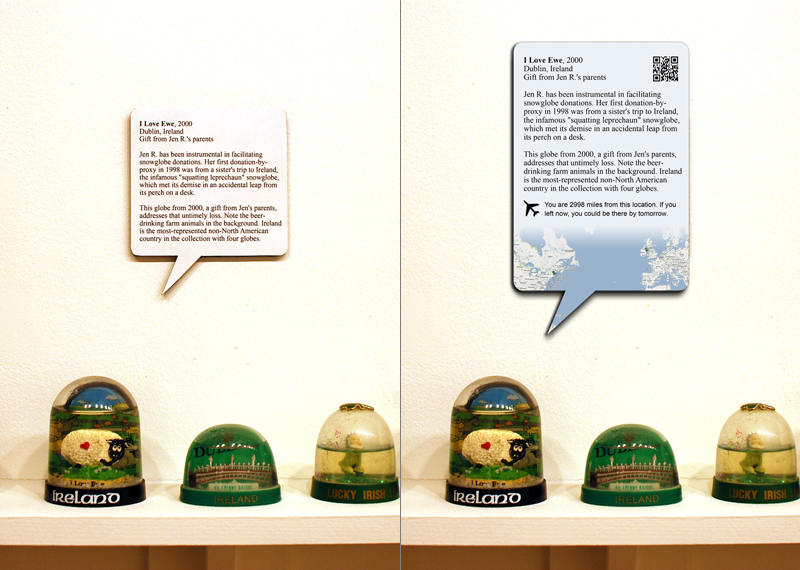 I Love Ewe, 2000
Dublin, Ireland
Gift from Jen R.'s parents
Jen R. has been instrumental in facilitating
snowglobe donations. Her first donation-by-
proxy in 1998 was from a sister's trip to Ireland,
the infamous "squatting leprechaun" snowglobe,
which met its demise in an accidental leap from
its perch on a desk.
This globe from 2000, a gift from Jen's parents,
addresses that untimely loss. Note the beer-
drinking farm animals in the background. Ireland
is the most-represented non-North American
country in the collection with four globes.
IRELAND
DUBLIN
IRELAND
LUCKY IRISH
I Love Ewe, 2000
Dublin, Ireland
Gift from Jen R.'s parents
Jen R. has been instrumental in facilitating
snowglobe donations. Her first donation-by-
proxy in 1998 was from a sister's trip to Ireland,
the infamous "squatting leprechaun" snowglobe,
which met its demise in an accidental leap from
its perch on a desk.
This globe from 2000, a gift from Jen's parents,
addresses that untimely loss. Note the beer-
drinking farm animals in the background. Ireland
is the most-represented non-North American
country in the collection with four globes.
You are 2998 miles from this location. If you
left now, you could be there by tomorrow.
IRELAND
DUBLIN
IRELAND
LUCKY IRISH